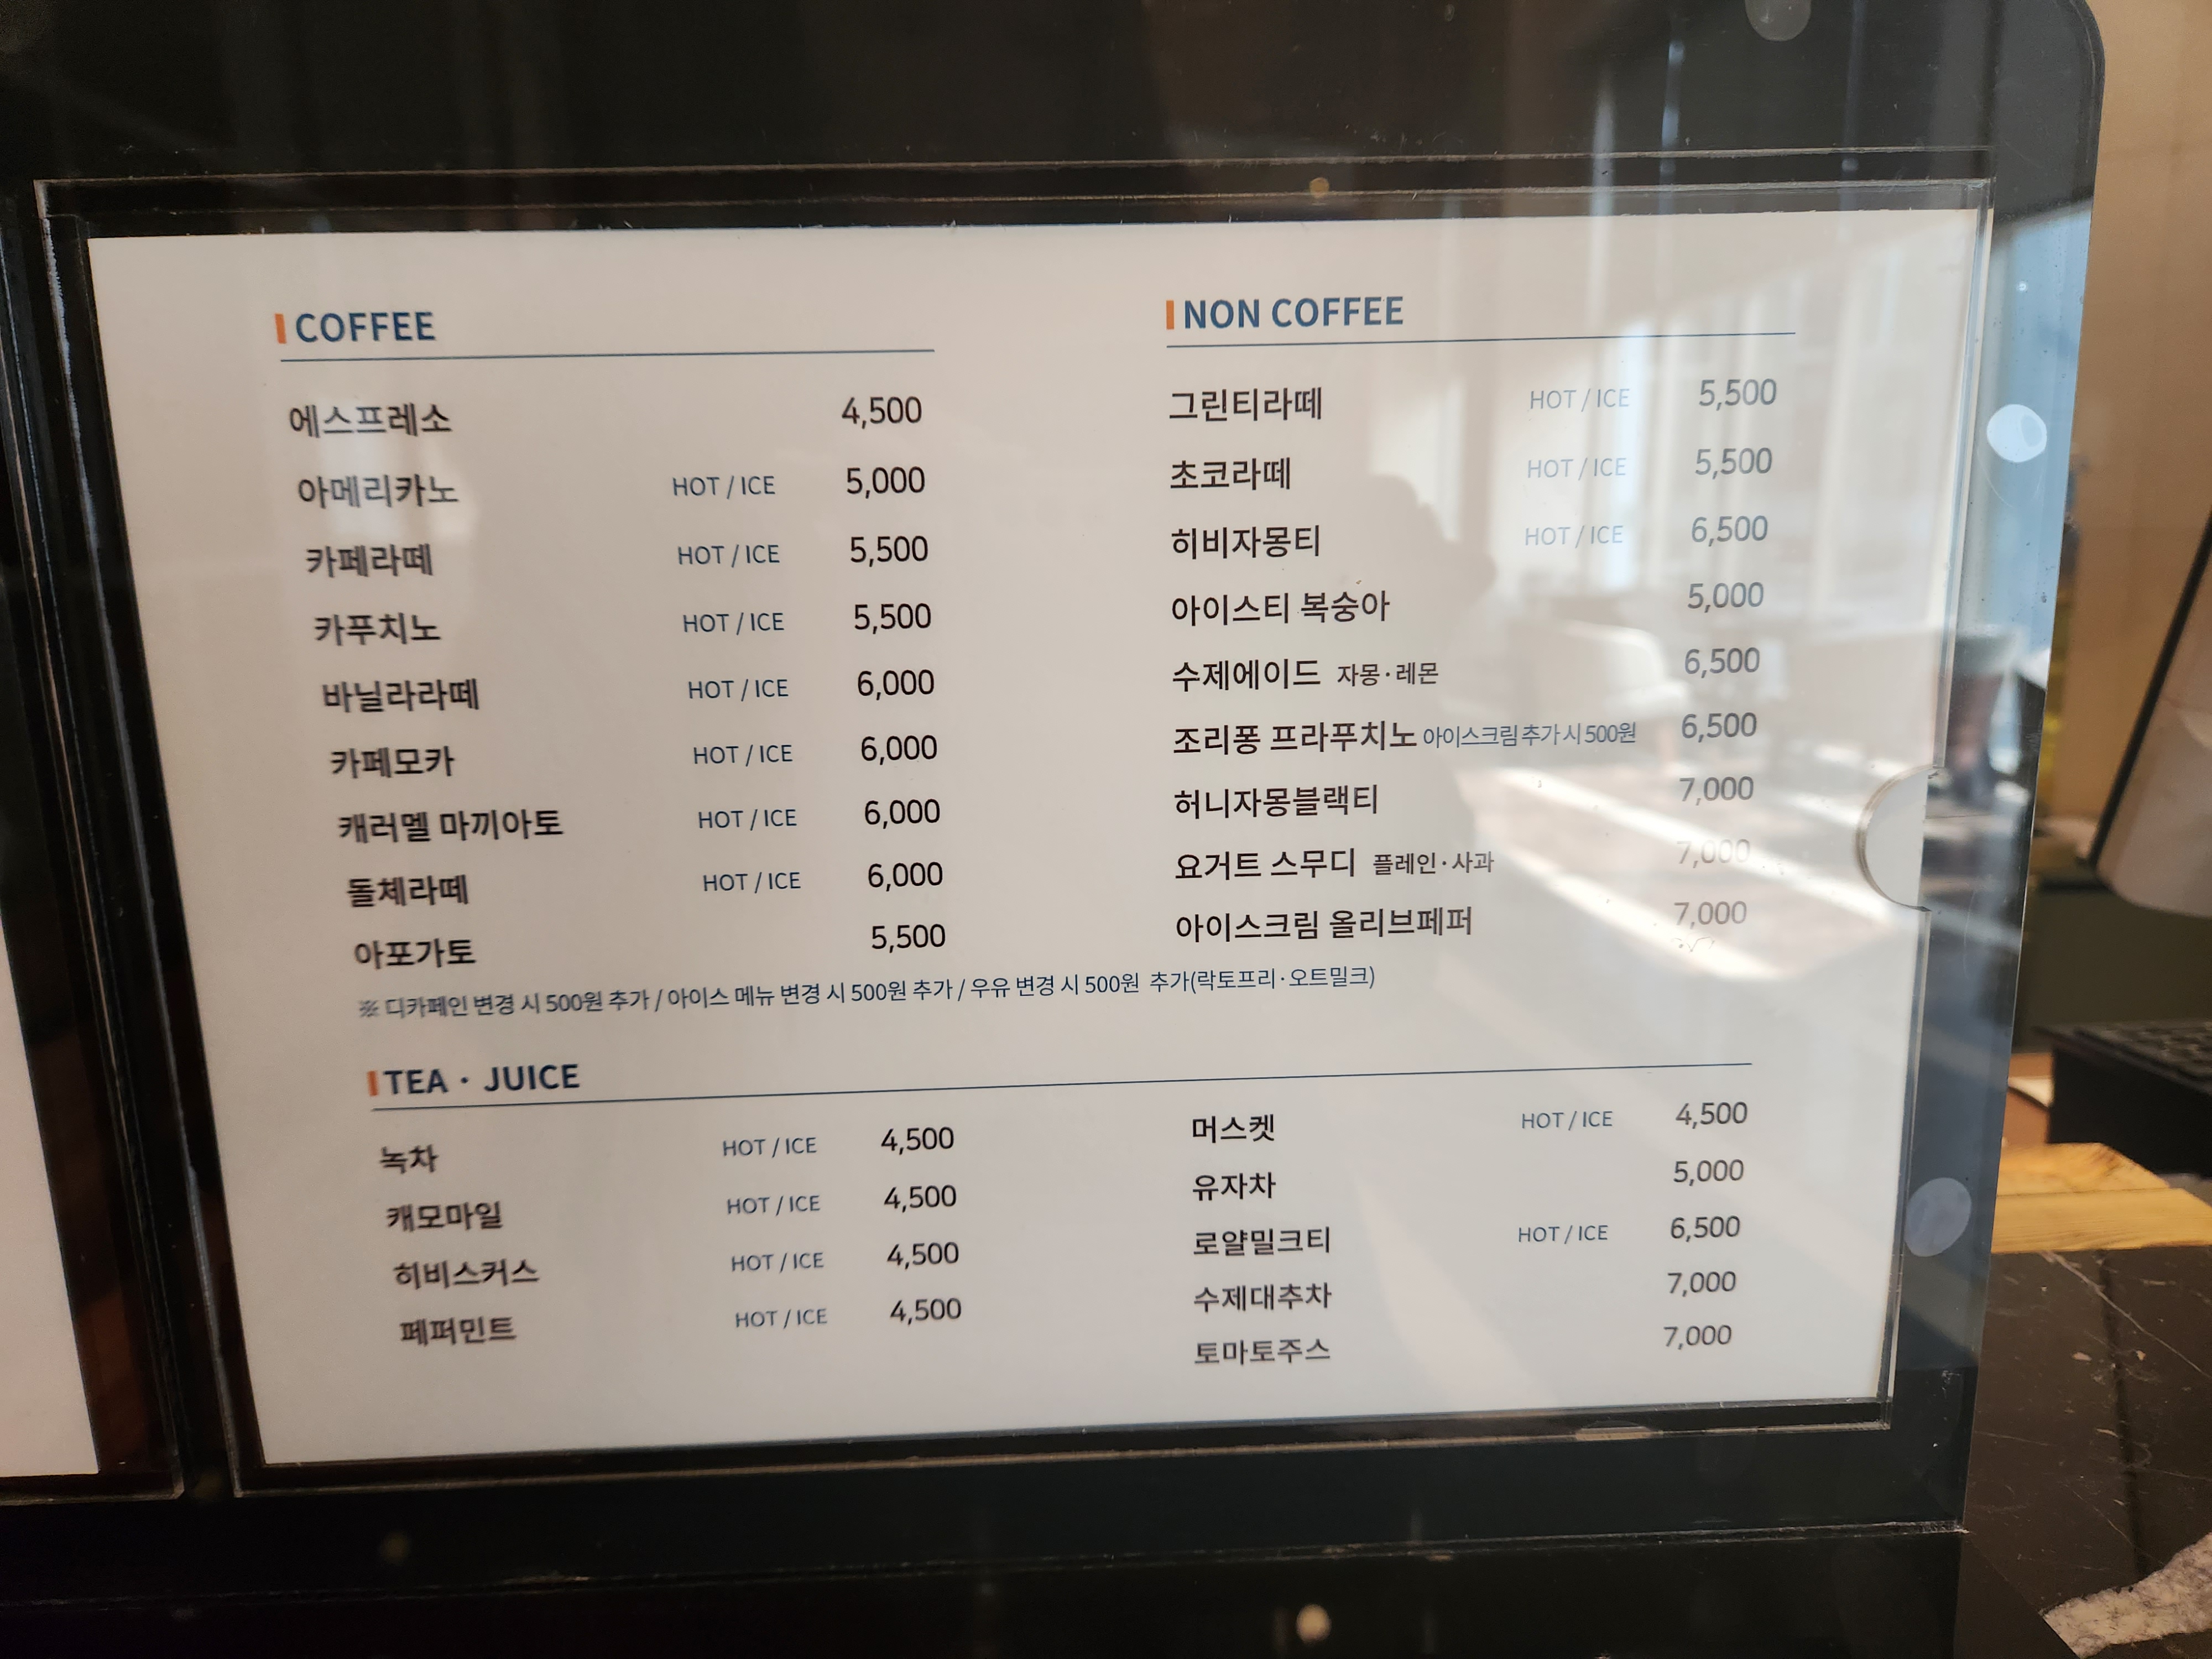 COFFEE
에스프레소 4,500
아메리카노 HOT / ICE 5,000
카페라떼 HOT / ICE 5,500
카푸치노 HOT / ICE 5,500
바닐라라떼 HOT / ICE 6,000
카페모카 HOT / ICE 6,000
캐러멜 마끼아토 HOT / ICE 6,000
돌체라떼 HOT / ICE 6,000
아포가토 5,500
NON COFFEE
그린티라떼 HOT / ICE 5,500
초코라떼 HOT / ICE 5,500
히비자몽티 HOT / ICE 6,500
아이스티 복숭아 5,000
수제에이드 자몽·레몬 6,500
조리퐁 프라푸치노 아이스크림 추가 시 500원 6,500
허니자몽블랙티 7,000
요거트 스무디 플레인·사과 7,000
아이스크림 올리브페퍼 7,000
※ 디카페인 변경 시 500원 추가 / 아이스 메뉴 변경 시 500원 추가 / 우유 변경 시 500원 추가(락토프리·오트밀크)
TEA · JUICE
녹차 HOT / ICE 4,500
캐모마일 HOT / ICE 4,500
히비스커스 HOT / ICE 4,500
페퍼민트 HOT / ICE 4,500
머스켓 HOT / ICE 4,500
유자차 5,000
로얄밀크티 HOT / ICE 6,500
수제대추차 7,000
토마토주스 7,000